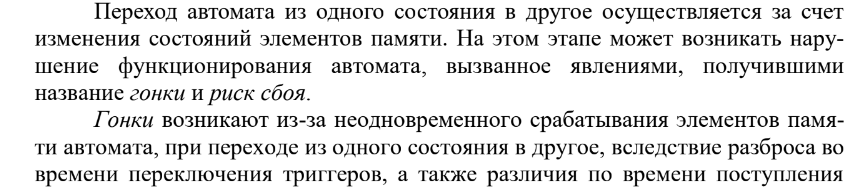 Переход автомата из одного состояния в другое осуществляется за счет
изменения состояний элементов памяти. На этом этапе может возникать нару-
шение функционирования автомата, вызванное явлениями, получившими
название гонки и риск сбоя.
Гонки возникают из-за неодновременного срабатывания элементов памя-
ти автомата, при переходе из одного состояния в другое, вследствие разброса во
времени переключения триггеров, а также различия по времени поступления